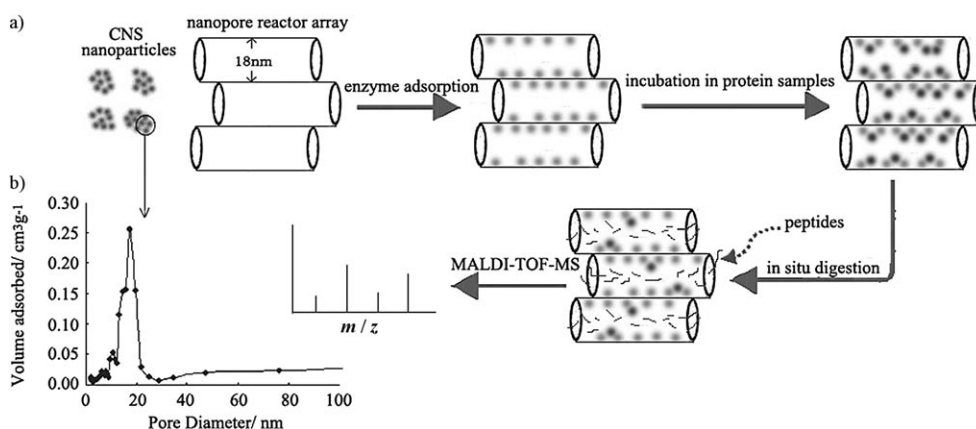 a)
CNS
nanoparticles
nanopore reactor array
18nm
enzyme adsorption
incubation in protein samples
peptides
in situ digestion
MALDI-TOF-MS
m / z
b)
Volume adsorbed/ cm3g-1
0.30
0.25
0.20
0.15
0.10
0.05
0.00
0 20 40 60 80 100
Pore Diameter/ nm